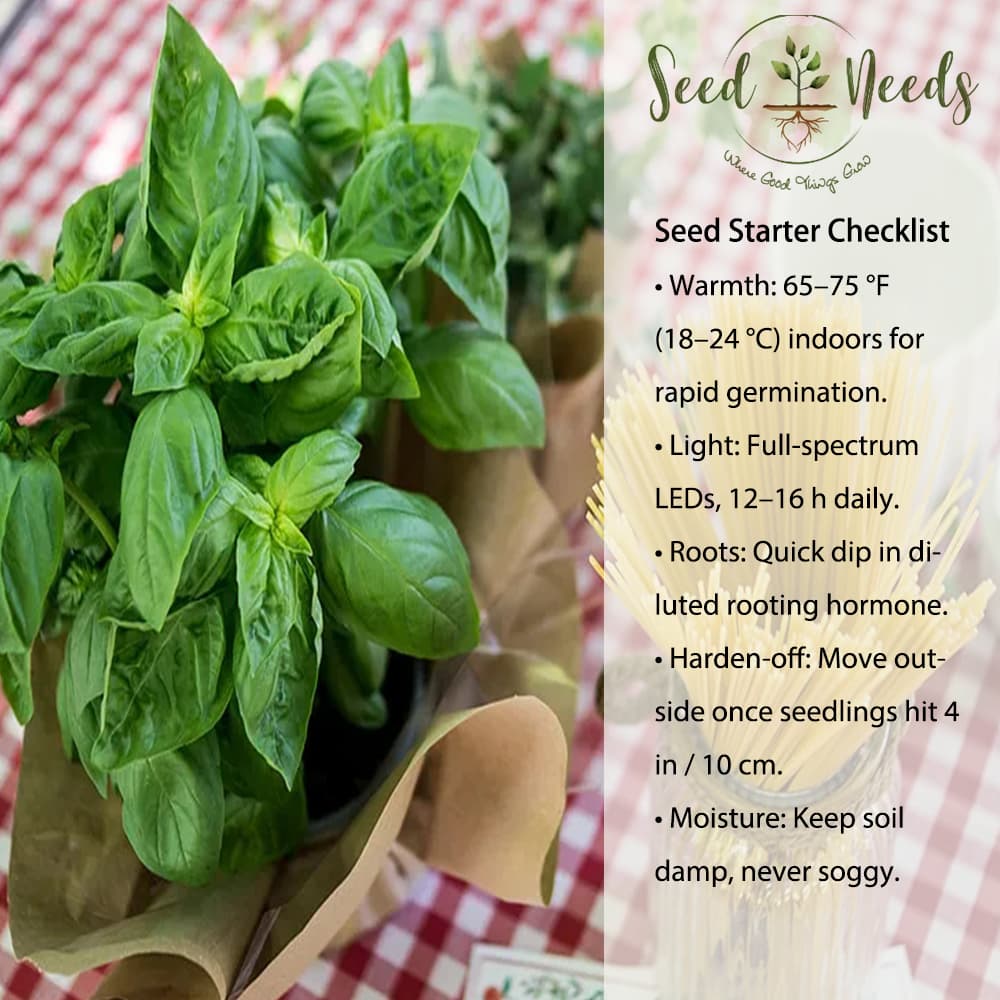 Seed Needs
Where Good Things Grow
Seed Starter Checklist
• Warmth: 65–75 °F
(18–24 °C) indoors for
rapid germination.
• Light: Full-spectrum
LEDs, 12–16 h daily.
• Roots: Quick dip in di-
luted rooting hormone.
• Harden-off: Move out-
side once seedlings hit 4
in / 10 cm.
• Moisture: Keep soil
damp, never soggy.